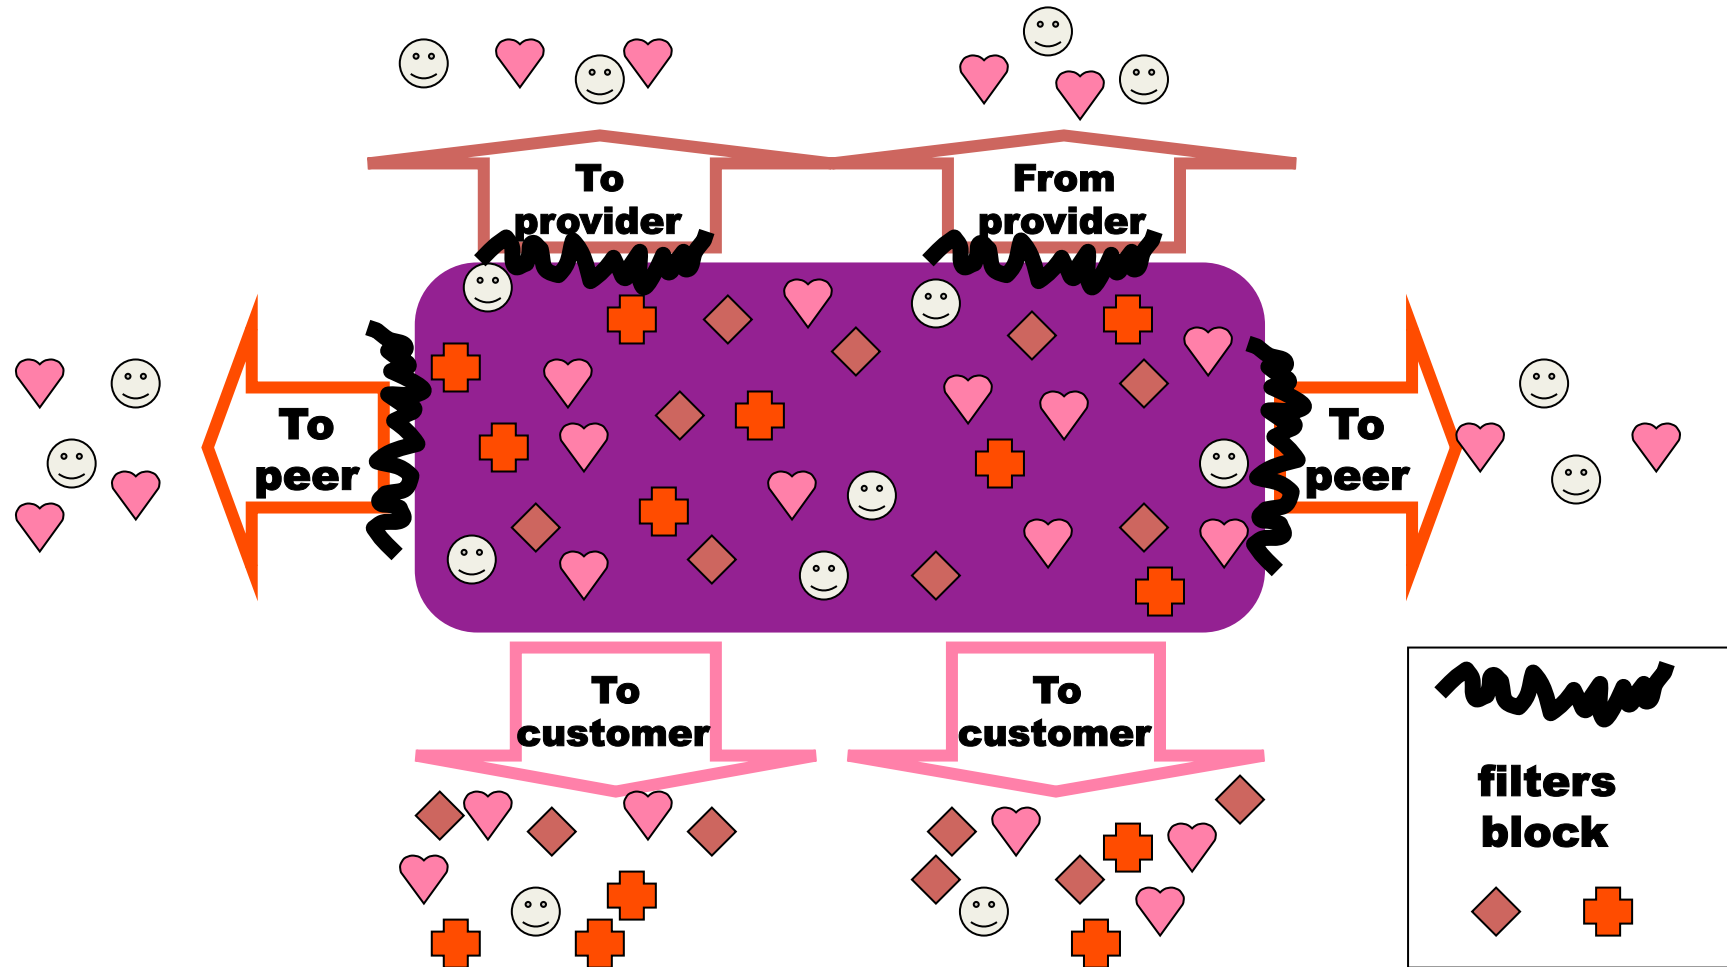 To
provider
From
provider
To
peer
To
peer
To
customer
To
customer
filters
block